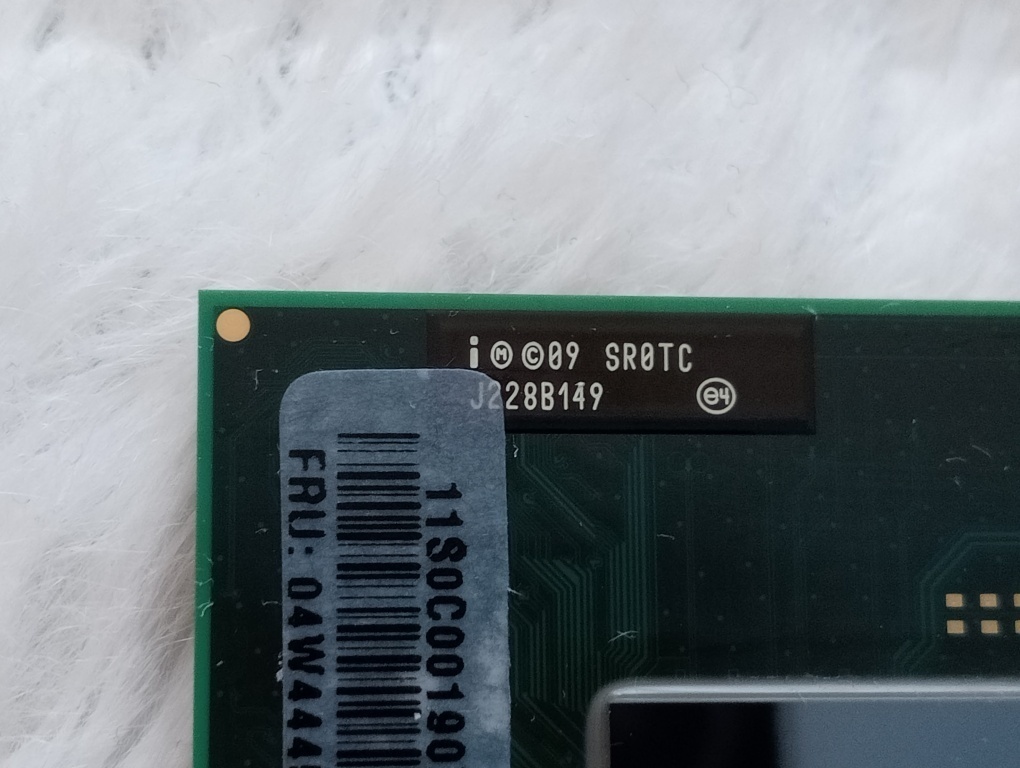 i Ⓜ ©09 SR0TC
J228B149 e4
11S0C00190
FRU: 04W444